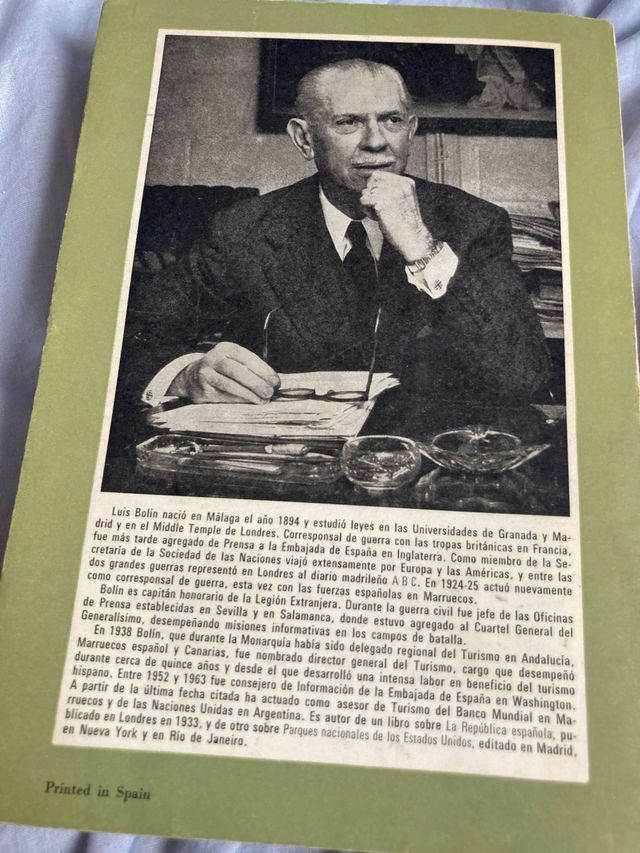 Luis Bolín nació en Málaga el año 1894 y estudió leyes en las Universidades de Granada y Ma-
drid y en el Middle Temple de Londres. Corresponsal de guerra con las tropas británicas en Francia,
fue más tarde agregado de Prensa a la Embajada de España en Inglaterra. Como miembro de la Se-
cretaría de la Sociedad de las Naciones viajó extensamente por Europa y las Américas, y entre las
dos grandes guerras representó en Londres al diario madrileño ABC. En 1924-25 actuó nuevamente
como corresponsal de guerra, esta vez con las fuerzas españolas en Marruecos.
Bolín es capitán honorario de la Legión Extranjera. Durante la guerra civil fue jefe de las Oficinas
de Prensa establecidas en Sevilla y en Salamanca, donde estuvo agregado al Cuartel General del
Generalísimo, desempeñando misiones informativas en los campos de batalla.
En 1938 Bolín, que durante la Monarquía había sido delegado regional del Turismo en Andalucía,
Marruecos español y Canarias, fue nombrado director general del Turismo, cargo que desempeñó
durante cerca de quince años y desde el que desarrolló una intensa labor en beneficio del turismo
hispano. Entre 1952 y 1963 fue consejero de Información de la Embajada de España en Washington.
A partir de la última fecha citada ha actuado como asesor de Turismo del Banco Mundial en Ma-
rruecos y de las Naciones Unidas en Argentina. Es autor de un libro sobre La República española, pu-
blicado en Londres en 1933, y de otro sobre Parques nacionales de los Estados Unidos, editado en Madrid,
en Nueva York y en Río de Janeiro.
Printed in Spain